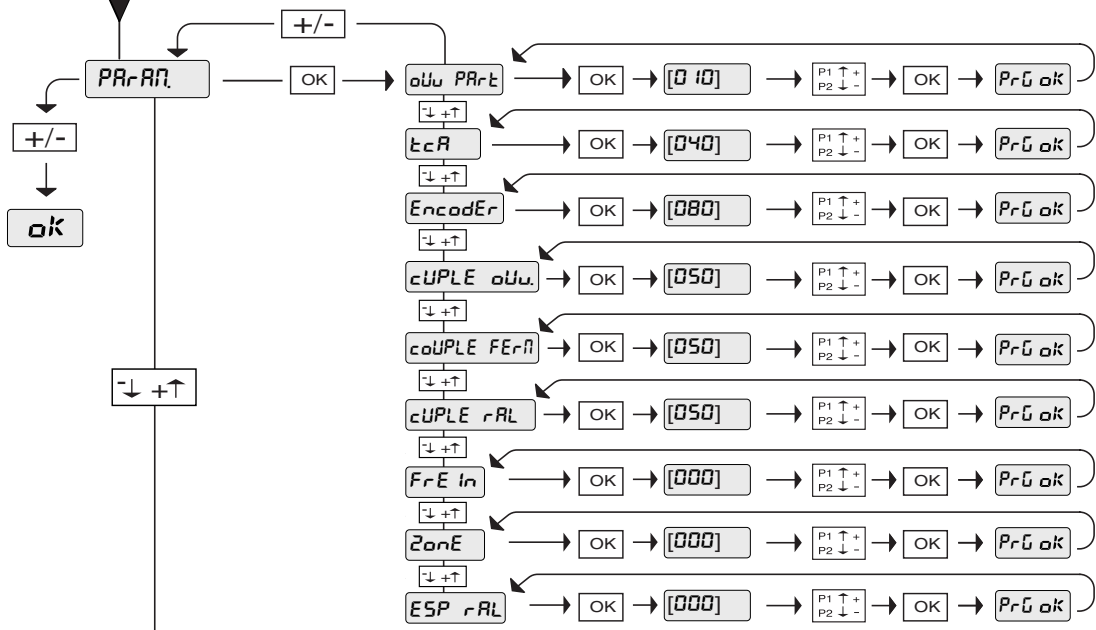 +/-
PArAM. OK oUv PArt OK [010] P1 ↑ + P2 ↓ - OK PrG oK
-↓ +↑
+/- tcA OK [040] P1 ↑ + P2 ↓ - OK PrG oK
-↓ +↑
oK EncodEr OK [080] P1 ↑ + P2 ↓ - OK PrG oK
-↓ +↑
cUPLE oUv. OK [050] P1 ↑ + P2 ↓ - OK PrG oK
-↓ +↑
coUPLE FErM OK [050] P1 ↑ + P2 ↓ - OK PrG oK
-↓ +↑
-↓ +↑
cUPLE rAL OK [050] P1 ↑ + P2 ↓ - OK PrG oK
-↓ +↑
FrEIn OK [000] P1 ↑ + P2 ↓ - OK PrG oK
-↓ +↑
ZonE OK [000] P1 ↑ + P2 ↓ - OK PrG oK
-↓ +↑
ESP rAL OK [000] P1 ↑ + P2 ↓ - OK PrG oK